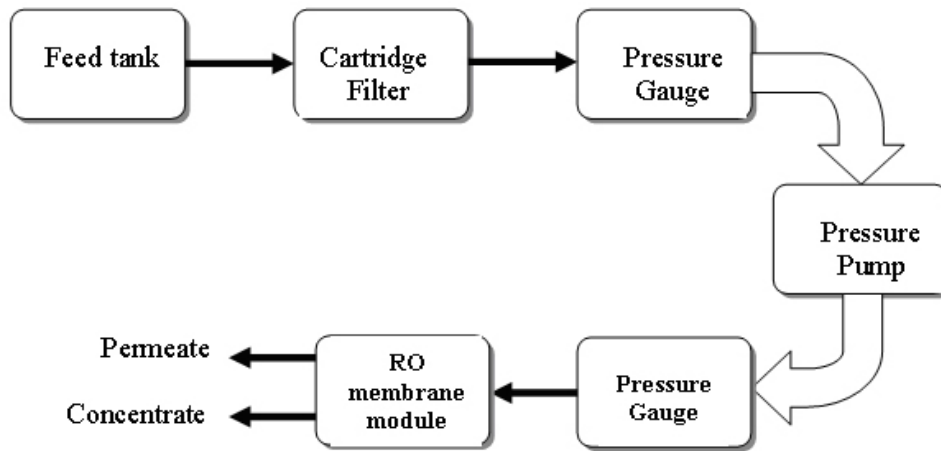 Feed tank
Cartridge
Filter
Pressure
Gauge
Pressure
Pump
Pressure
Gauge
RO
membrane
module
Permeate
Concentrate